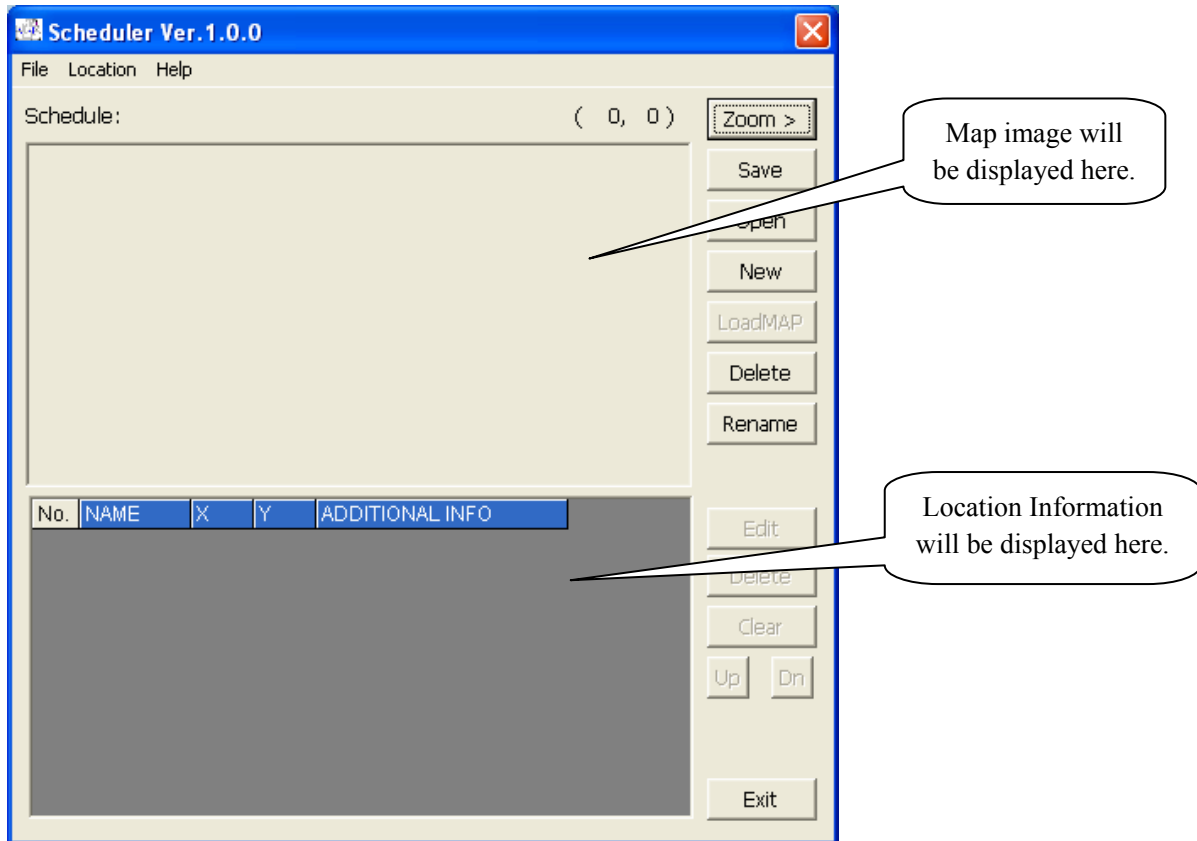 Scheduler Ver.1.0.0
File Location Help
Schedule: ( 0, 0 )
Zoom >
Map image will
be displayed here.
Save
Open
New
LoadMAP
Delete
Rename
No. NAME X Y ADDITIONAL INFO
Location Information
will be displayed here.
Edit
Delete
Clear
Up Dn
Exit